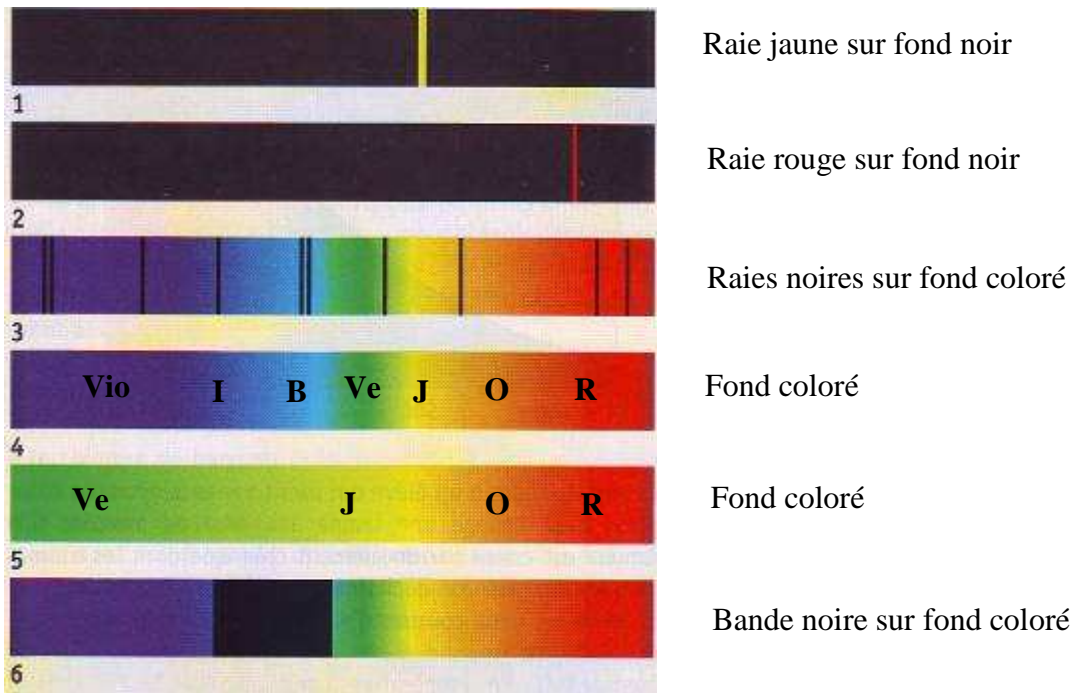 Raie jaune sur fond noir
1
Raie rouge sur fond noir
2
Raies noires sur fond coloré
3
Vio I B Ve J O R
Fond coloré
4
Ve J O R
Fond coloré
5
Bande noire sur fond coloré
6